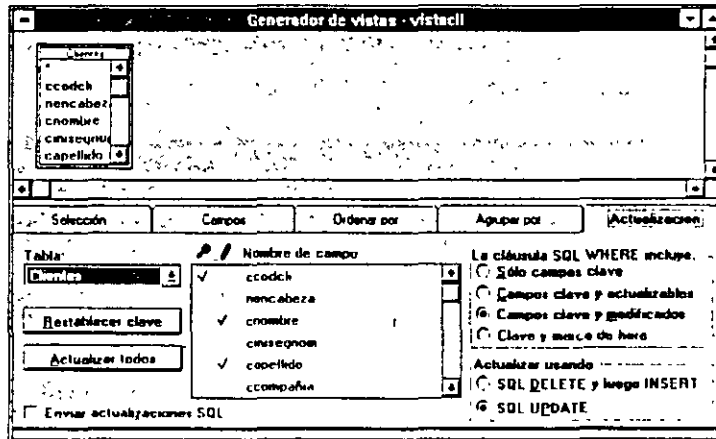 Generador de vistas - vistacli
Clientes
*
ccodcli
nencabeza
cnombre
cinisegnom
capellido
Selección
Campos
Ordenar por
Agrupar por
Actualización
Tabla:
Clientes
Restablecer clave
Actualizar todos
Enviar actualizaciones SQL
Nombre de campo
ccodcli
nencabeza
cnombre
cinisegnom
capellido
ccompañia
La cláusula SQL WHERE incluye.
Sólo campos clave
Campos clave y actualizables
Campos clave y modificados
Clave y marca de hora
Actualizar usando
SQL DELETE y luego INSERT
SQL UPDATE